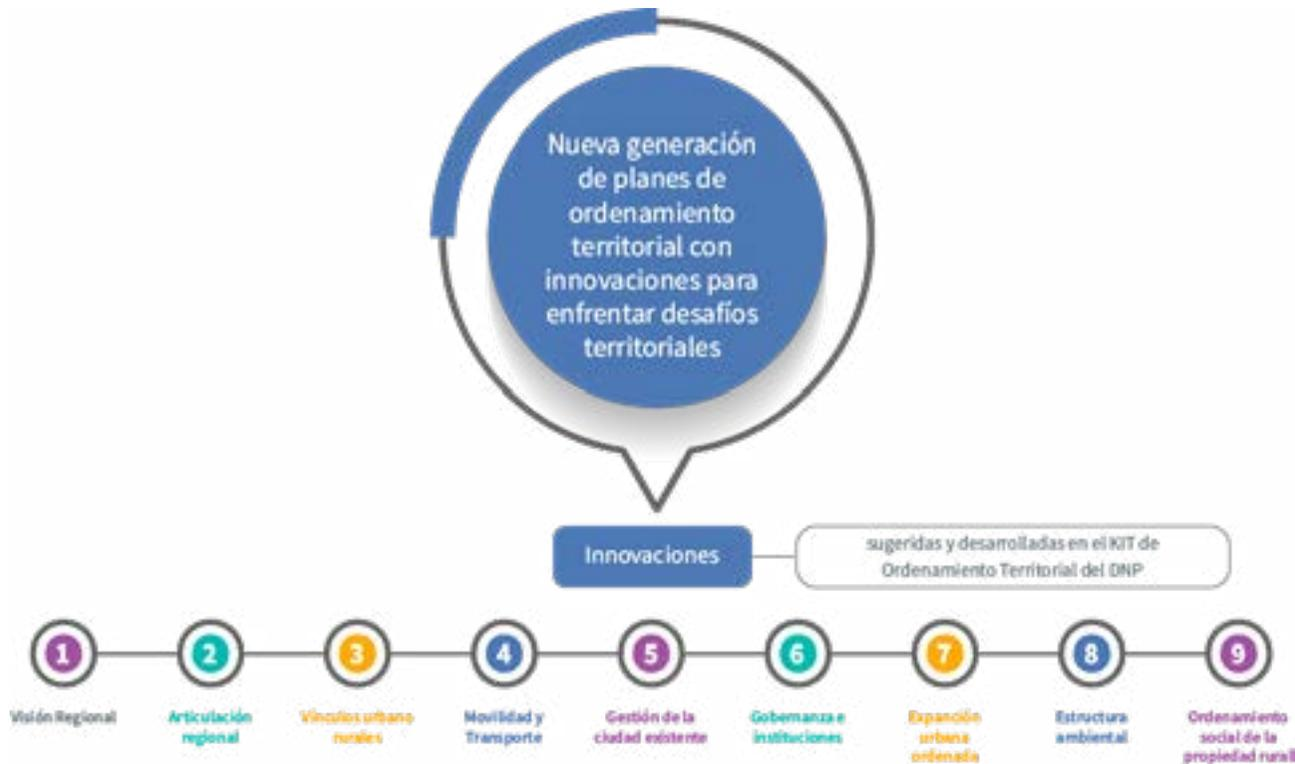 Nueva generación
de planes de
ordenamiento
territorial con
innovaciones para
enfrentar desafíos
territoriales
Innovaciones
sugeridas y desarrolladas en el KIT de
Ordenamiento Territorial del DNP
1
2
3
4
5
6
7
8
9
Visión Regional
Articulación
regional
Vínculos urbano
rurales
Movilidad y
Transporte
Gestión de la
ciudad existente
Gobernanza e
instituciones
Expanción
urbana
ordenada
Estructura
ambiental
Ordenamiento
social de la
propiedad rurall